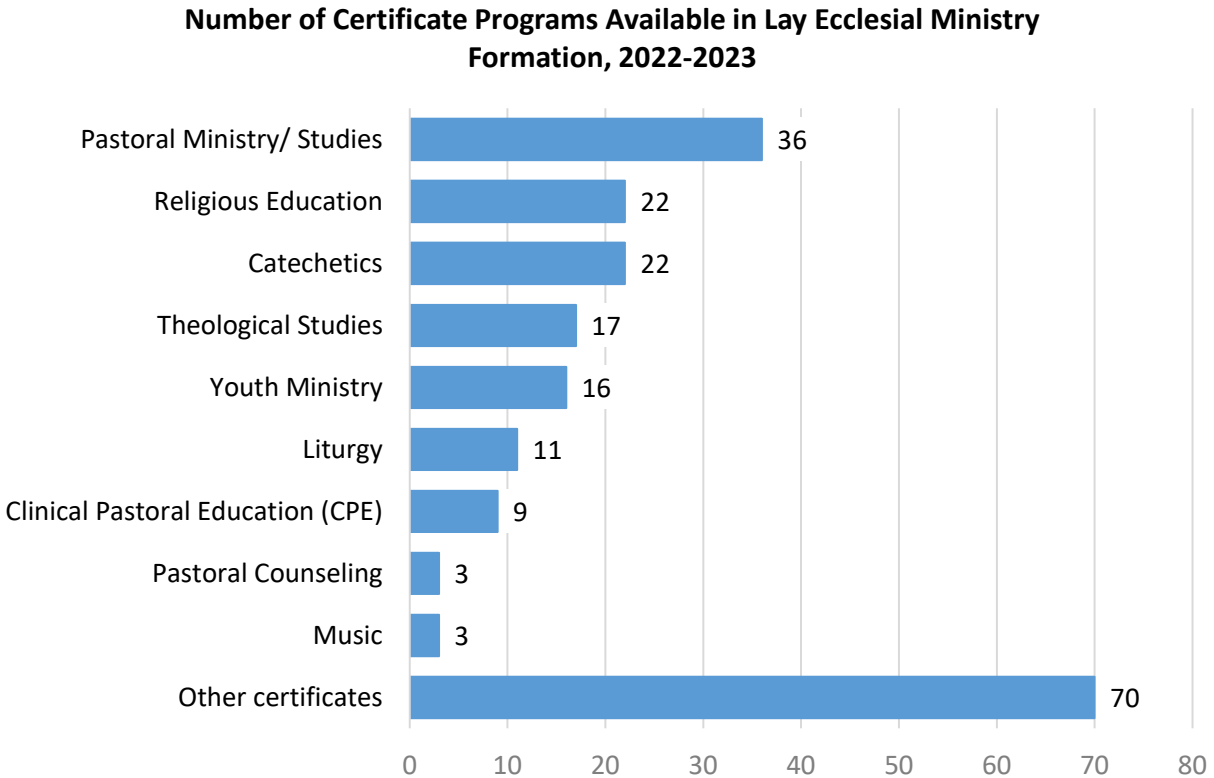 Number of Certificate Programs Available in Lay Ecclesial Ministry
Formation, 2022-2023
Pastoral Ministry/ Studies 36
Religious Education 22
Catechetics 22
Theological Studies 17
Youth Ministry 16
Liturgy 11
Clinical Pastoral Education (CPE) 9
Pastoral Counseling 3
Music 3
Other certificates 70
0 10 20 30 40 50 60 70 80